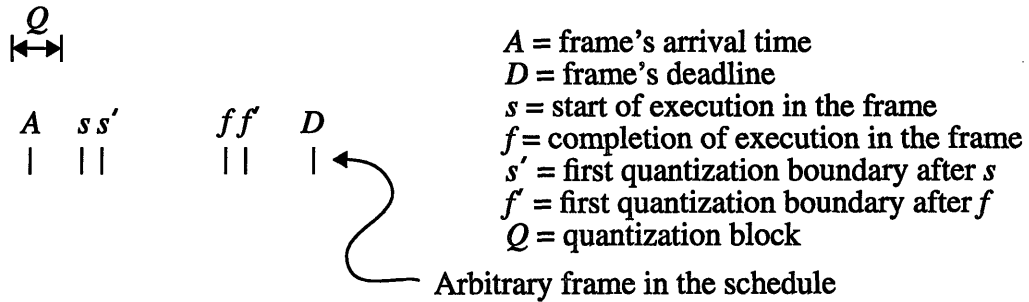 Q
A s s′ f f′ D
A = frame's arrival time
D = frame's deadline
s = start of execution in the frame
f = completion of execution in the frame
s′ = first quantization boundary after s
f′ = first quantization boundary after f
Q = quantization block
Arbitrary frame in the schedule